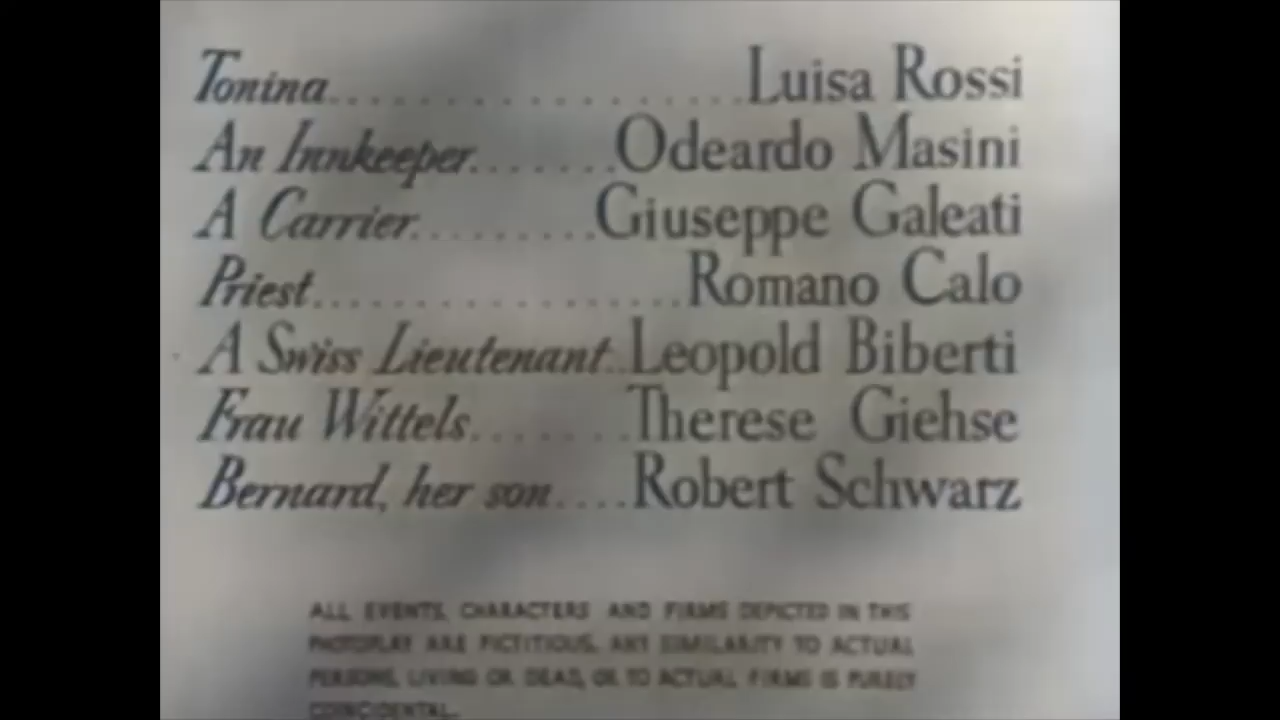 Tonina..................Luisa Rossi
An Innkeeper.......Odeardo Masini
A Carrier.........Giuseppe Galeati
Priest..................Romano Calo
A Swiss Lieutenant..Leopold Biberti
Frau Wittels........Therese Giehse
Bernard, her son....Robert Schwarz
ALL EVENTS, CHARACTERS AND FIRMS DEPICTED IN THIS
PHOTOPLAY ARE FICTITIOUS. ANY SIMILARITY TO ACTUAL
PERSONS, LIVING OR DEAD, OR TO ACTUAL FIRMS IS PURELY
COINCIDENTAL.